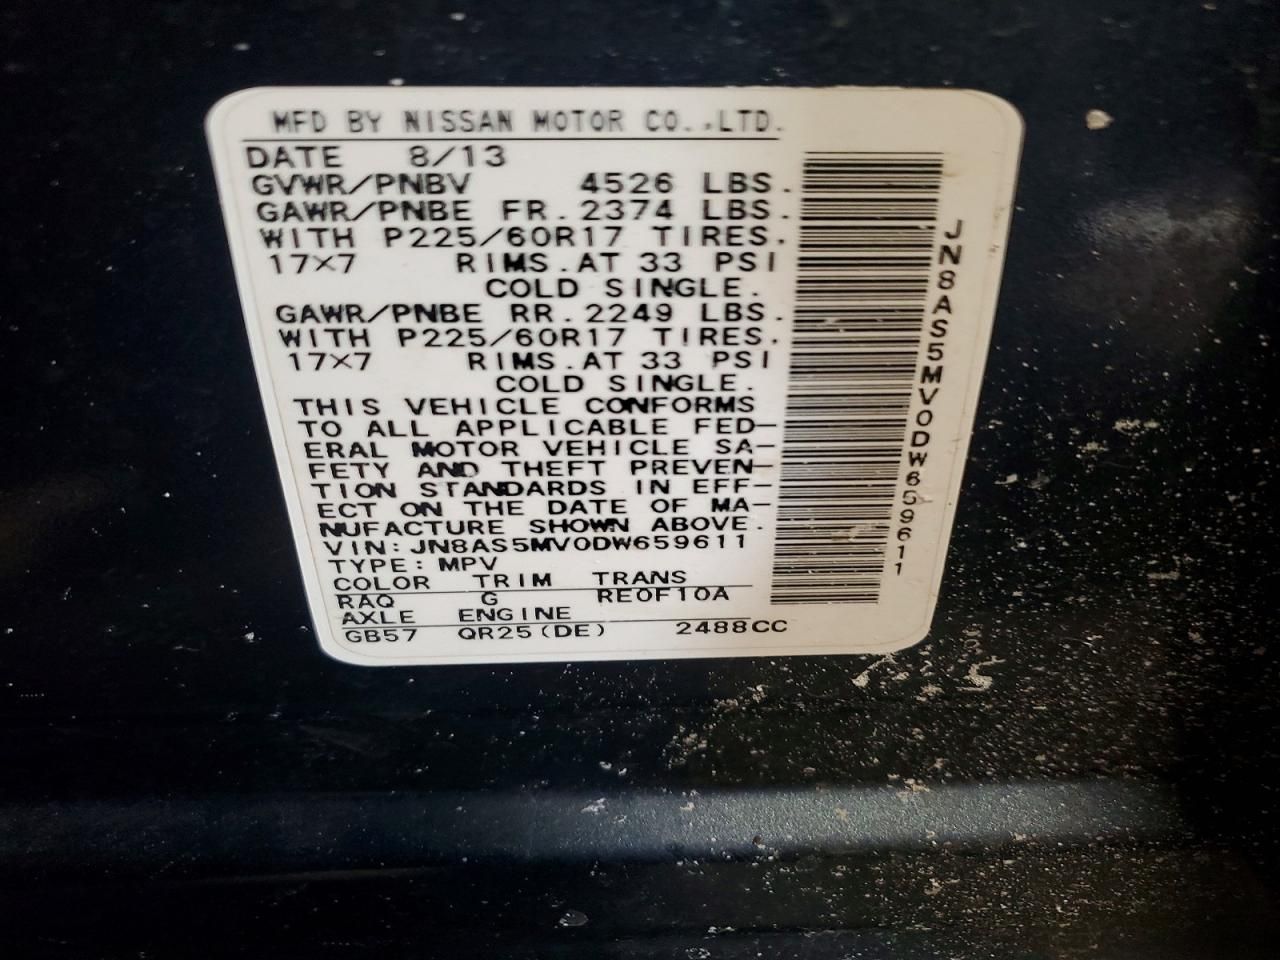 MFD BY NISSAN MOTOR CO.,LTD.
DATE 8/13
GVWR/PNBV 4526 LBS.
GAWR/PNBE FR. 2374 LBS.
WITH P225/60R17 TIRES.
17×7 RIMS. AT 33 PSI
COLD SINGLE.
GAWR/PNBE RR. 2249 LBS.
WITH P225/60R17 TIRES.
17×7 RIMS. AT 33 PSI
COLD SINGLE.
THIS VEHICLE CONFORMS
TO ALL APPLICABLE FED-
ERAL MOTOR VEHICLE SA-
FETY AND THEFT PREVEN-
TION STANDARDS IN EFF-
ECT ON THE DATE OF MA-
NUFACTURE SHOWN ABOVE.
VIN: JN8AS5MV0DW659611
TYPE: MPV
COLOR TRIM TRANS
RAQ G RE0F10A
AXLE ENGINE
GB57 QR25(DE) 2488CC
JN8AS5MV0DW659611